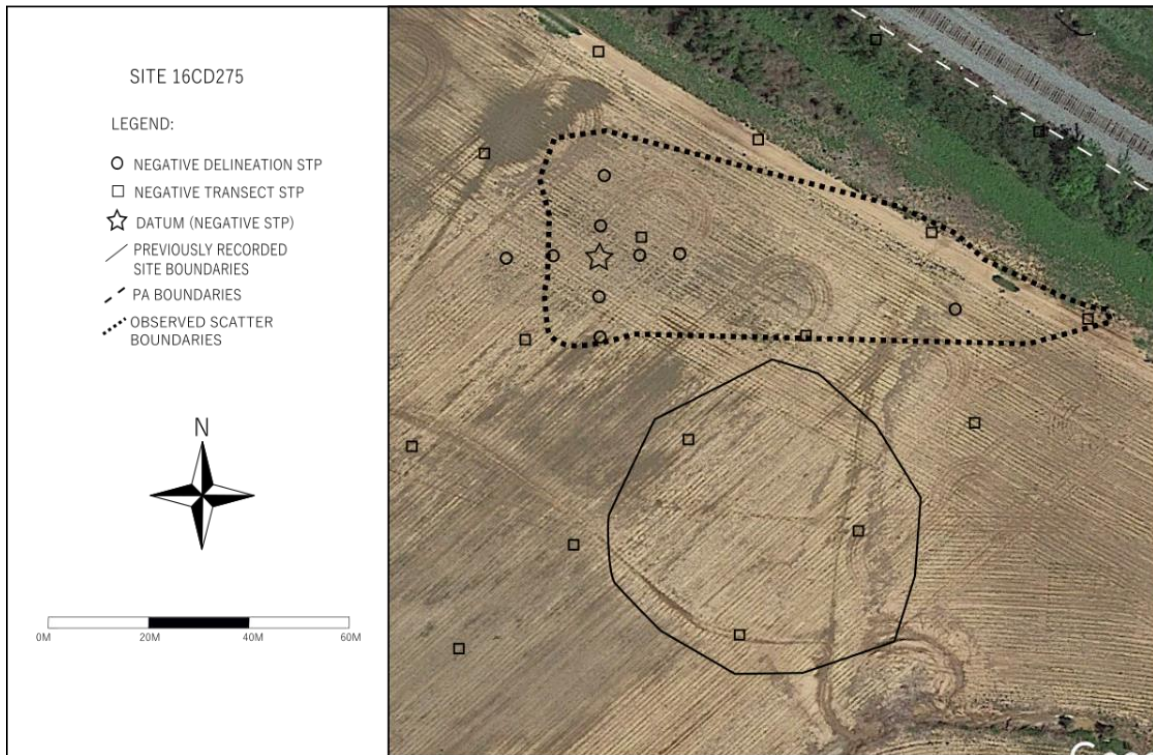 SITE 16CD275
LEGEND:
NEGATIVE DELINEATION STP
NEGATIVE TRANSECT STP
DATUM (NEGATIVE STP)
PREVIOUSLY RECORDED
SITE BOUNDARIES
PA BOUNDARIES
OBSERVED SCATTER
BOUNDARIES
N
0M 20M 40M 60M